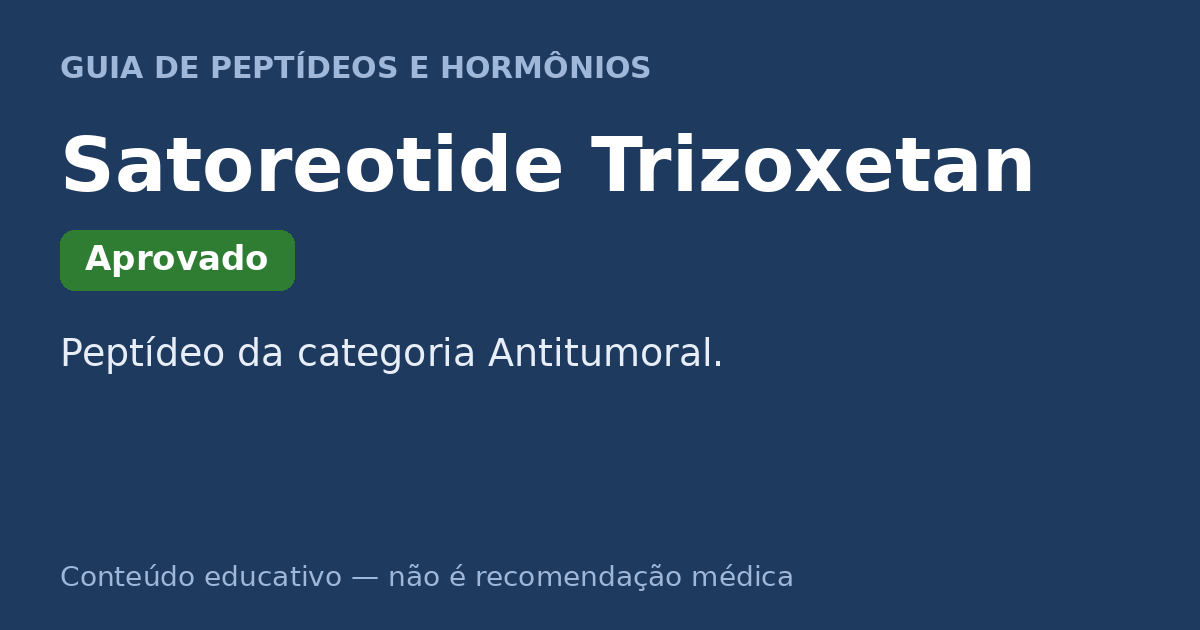 GUIA DE PEPTÍDEOS E HORMÔNIOS
Satoreotide Trizoxetan
Aprovado
Peptídeo da categoria Antitumoral.
Conteúdo educativo — não é recomendação médica